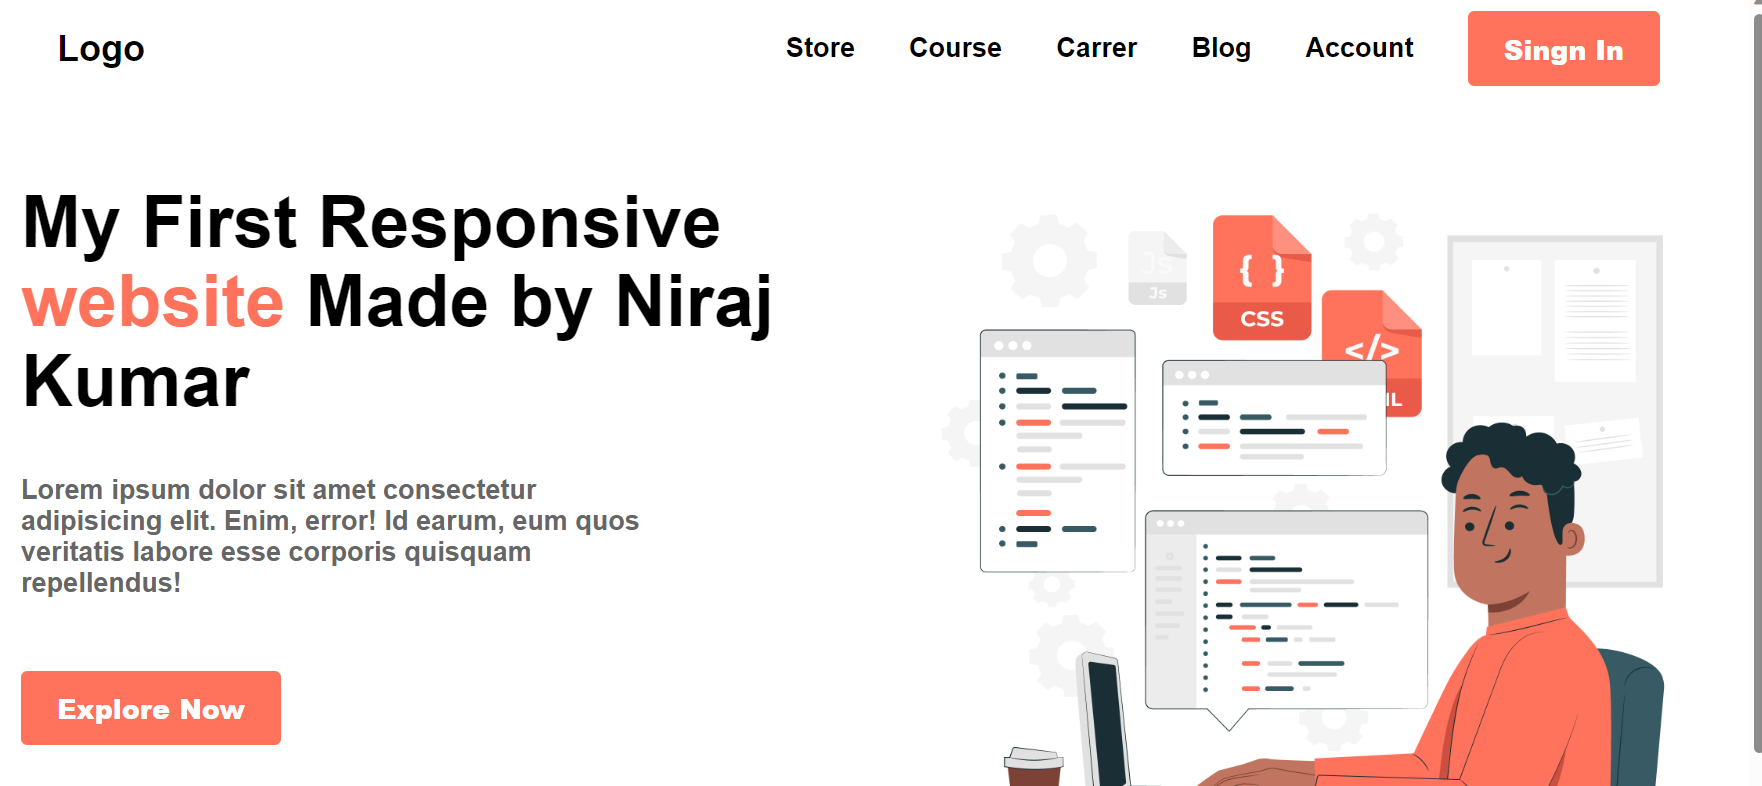 Logo
Store Course Carrer Blog Account Singn In
My First Responsive
website Made by Niraj
Kumar
Lorem ipsum dolor sit amet consectetur
adipisicing elit. Enim, error! Id earum, eum quos
veritatis labore esse corporis quisquam
repellendus!
Explore Now
Js
Js
{ }
CSS
</>
ML